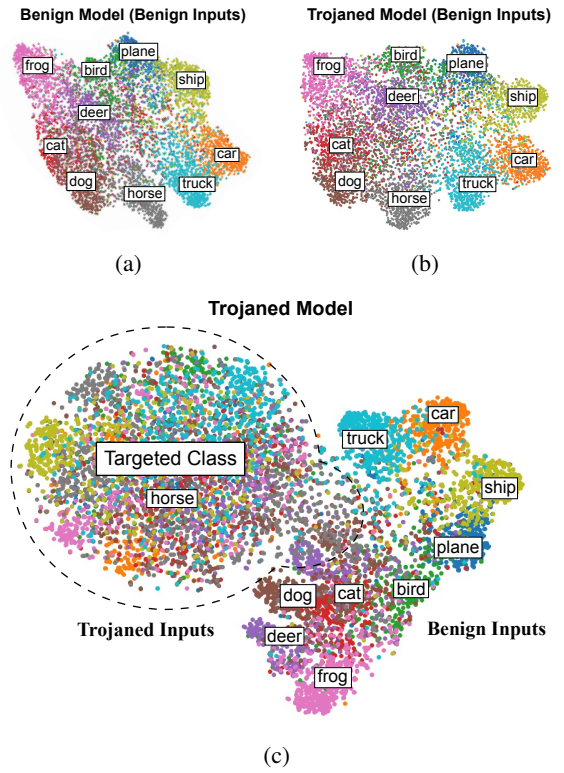 Benign Model (Benign Inputs)
frog
bird
plane
ship
deer
cat
dog
horse
truck
car
(a)
Trojaned Model (Benign Inputs)
frog
bird
plane
deer
ship
cat
dog
horse
truck
car
(b)
Trojaned Model
Targeted Class
horse
truck
car
ship
plane
bird
cat
dog
deer
frog
Trojaned Inputs
Benign Inputs
(c)